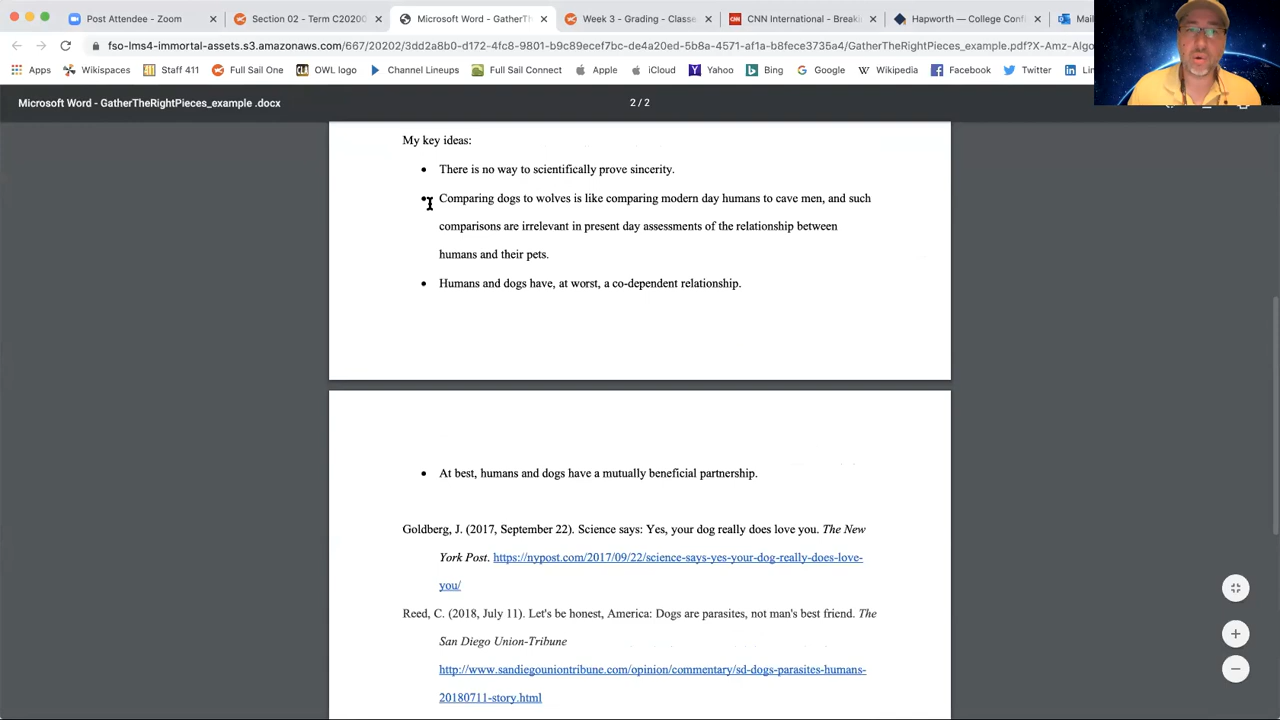 Post Attendee - Zoom
Section 02 - Term C20200
Microsoft Word - GatherTh
Week 3 - Grading - Classe
CNN International - Breaki
Hapworth — College Conf
Mail
fso-lms4-immortal-assets.s3.amazonaws.com/667/20202/3dd2a8b0-d172-4fc8-9801-b9c89ecef7bc-de4a20ed-5b8a-4571-af1a-b8fece3735a4/GatherTheRightPieces_example.pdf?X-Amz-Algo
Apps Wikispaces Staff 411 Full Sail One OWL logo Channel Lineups Full Sail Connect Apple iCloud Yahoo Bing Google Wikipedia Facebook Twitter Lin
Microsoft Word - GatherTheRightPieces_example .docx
2 / 2
My key ideas:
• There is no way to scientifically prove sincerity.
• Comparing dogs to wolves is like comparing modern day humans to cave men, and such
comparisons are irrelevant in present day assessments of the relationship between
humans and their pets.
• Humans and dogs have, at worst, a co-dependent relationship.
• At best, humans and dogs have a mutually beneficial partnership.
Goldberg, J. (2017, September 22). Science says: Yes, your dog really does love you. The New
York Post. https://nypost.com/2017/09/22/science-says-yes-your-dog-really-does-love-
you/
Reed, C. (2018, July 11). Let's be honest, America: Dogs are parasites, not man's best friend. The
San Diego Union-Tribune
http://www.sandiegouniontribune.com/opinion/commentary/sd-dogs-parasites-humans-
20180711-story.html